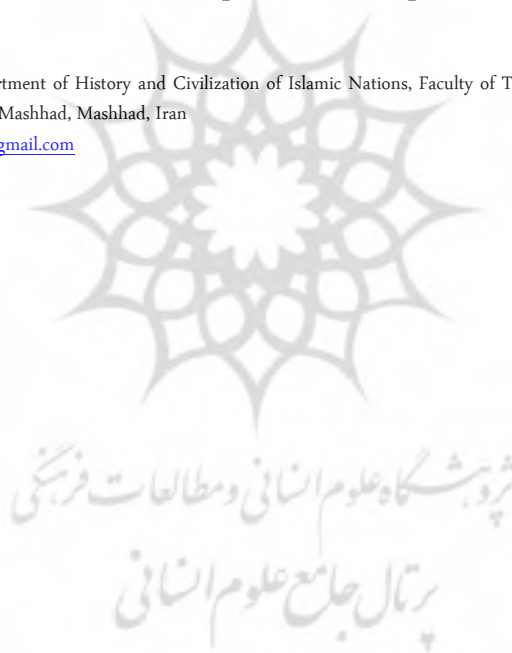 rtment of History and Civilization of Islamic Nations, Faculty of T
Mashhad, Mashhad, Iran
gmail.com
پژوهشگاه علوم انسانی و مطالعات فرهنگی
پرتال جامع علوم انسانی